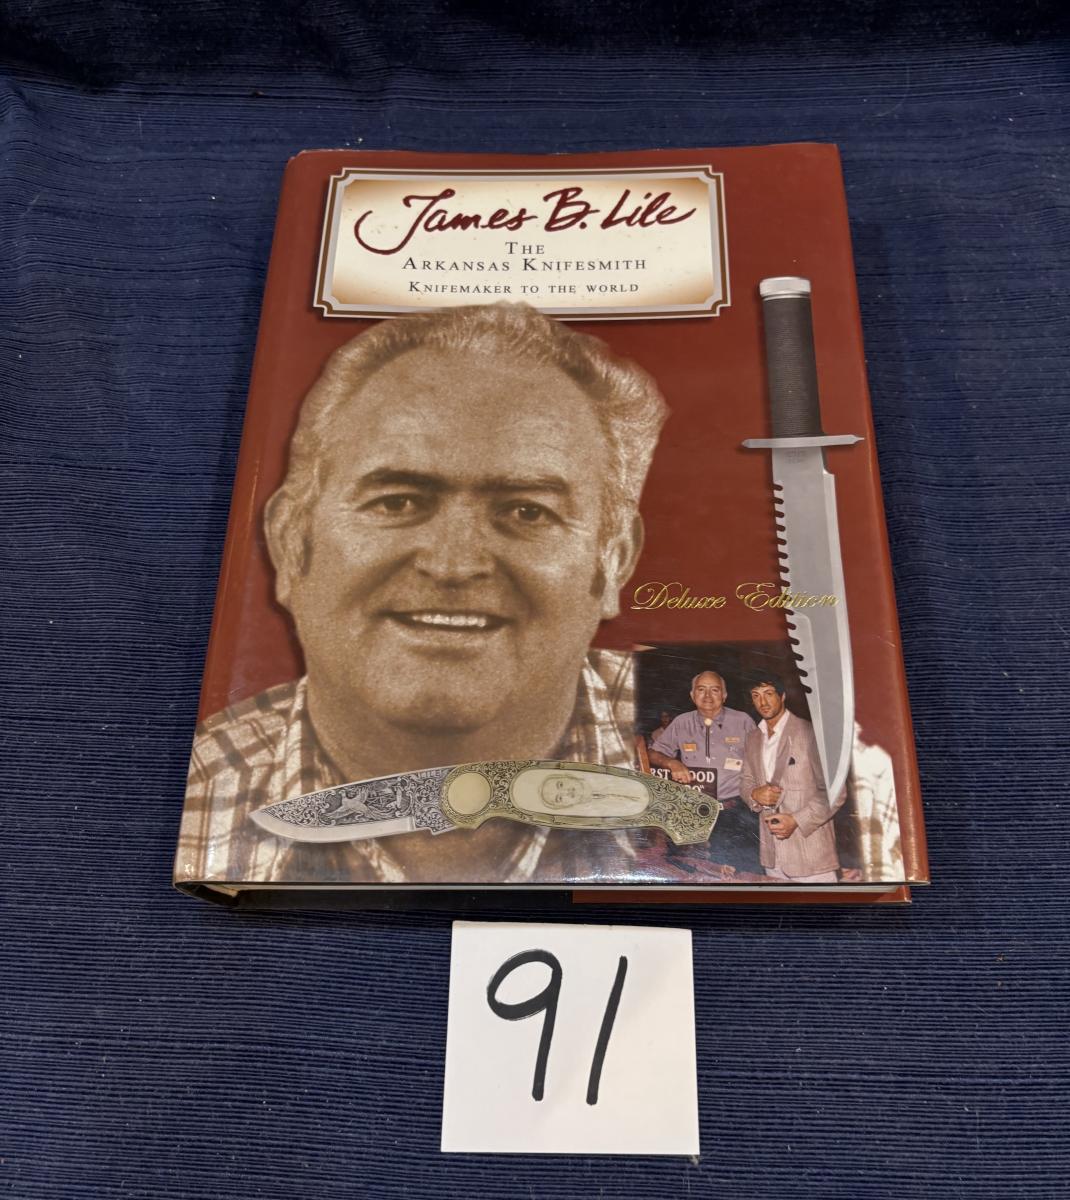 James B. Lile
The
Arkansas Knifesmith
Knifemaker to the World
Deluxe Edition
91